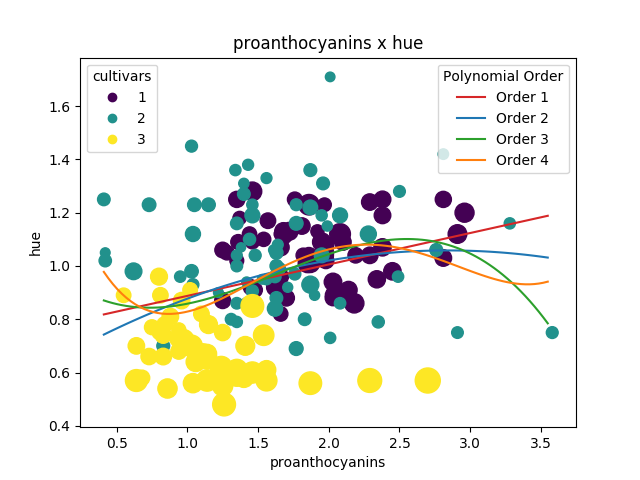 proanthocyanins x hue
cultivars
1
2
3
Polynomial Order
Order 1
Order 2
Order 3
Order 4
1.6
1.4
1.2
1.0
0.8
0.6
0.4
hue
0.5 1.0 1.5 2.0 2.5 3.0 3.5
proanthocyanins